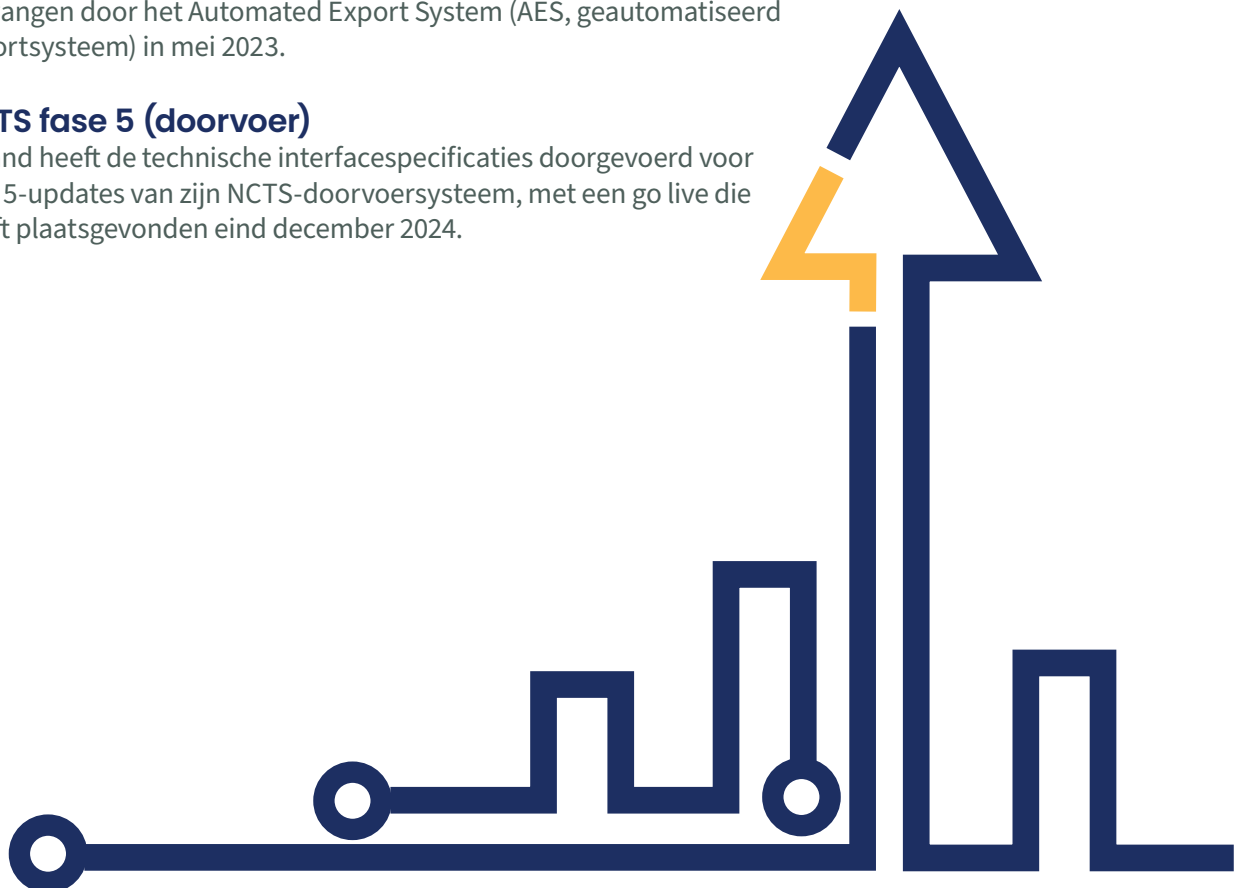 angen door het Automated Export System (AES, geautomatiseerd
ortsysteem) in mei 2023.
TS fase 5 (doorvoer)
nd heeft de technische interfacespecificaties doorgevoerd voor
5-updates van zijn NCTS-doorvoersysteem, met een go live die
t plaatsgevonden eind december 2024.